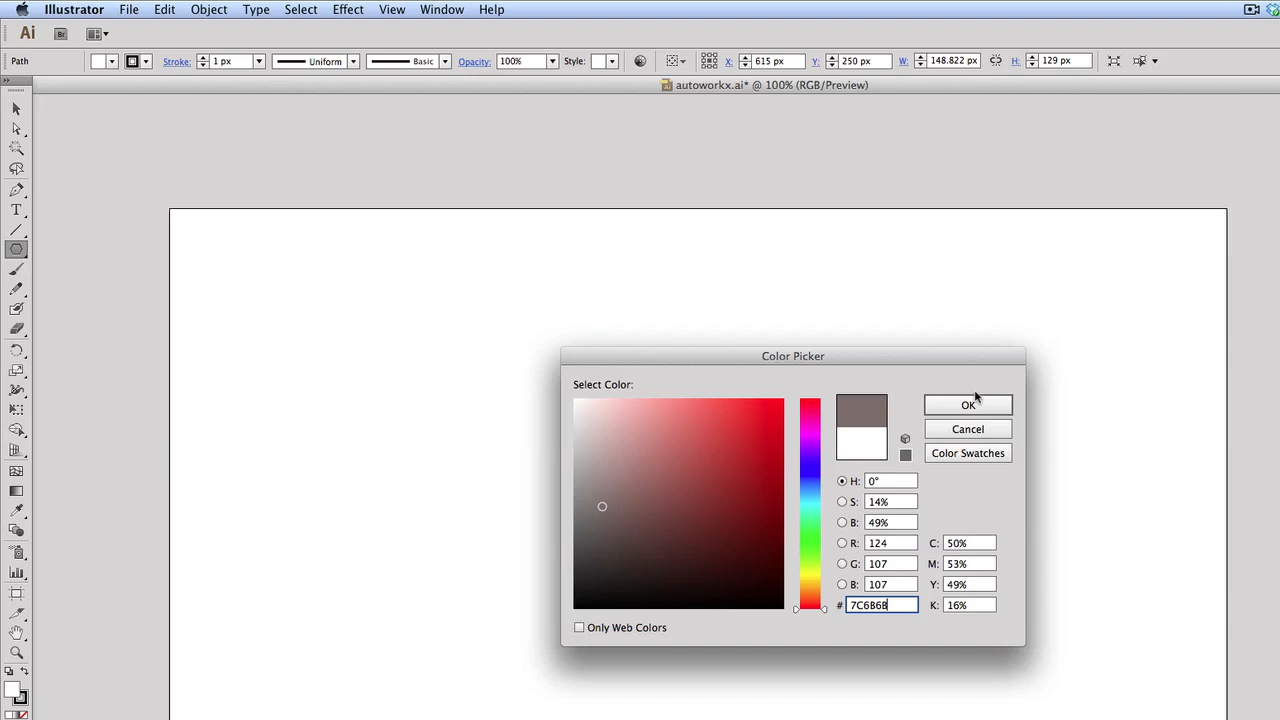 Illustrator File Edit Object Type Select Effect View Window Help
Ai Br
Path Stroke: 1 px Uniform Basic Opacity: 100% Style: X: 615 px Y: 250 px W: 148.822 px H: 129 px
autoworkx.ai* @ 100% (RGB/Preview)
T
Color Picker
Select Color:
OK
Cancel
Color Swatches
H: 0°
S: 14%
B: 49%
R: 124 C: 50%
G: 107 M: 53%
B: 107 Y: 49%
# 7C6B6B K: 16%
Only Web Colors